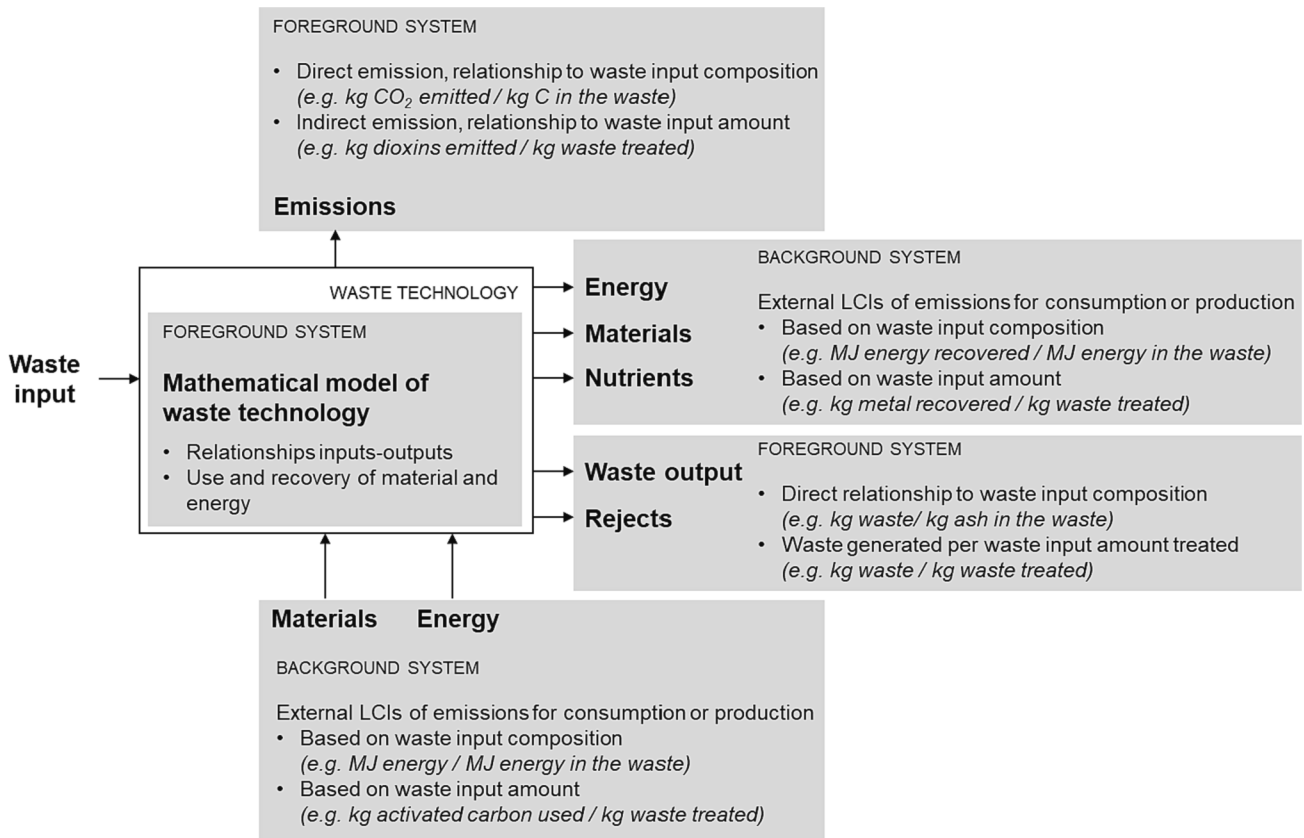 FOREGROUND SYSTEM
• Direct emission, relationship to waste input composition
(e.g. kg CO₂ emitted / kg C in the waste)
• Indirect emission, relationship to waste input amount
(e.g. kg dioxins emitted / kg waste treated)
Emissions
Waste
input
WASTE TECHNOLOGY
FOREGROUND SYSTEM
Mathematical model of
waste technology
• Relationships inputs-outputs
• Use and recovery of material and
energy
Energy
Materials
Nutrients
BACKGROUND SYSTEM
External LCIs of emissions for consumption or production
• Based on waste input composition
(e.g. MJ energy recovered / MJ energy in the waste)
• Based on waste input amount
(e.g. kg metal recovered / kg waste treated)
Waste output
Rejects
FOREGROUND SYSTEM
• Direct relationship to waste input composition
(e.g. kg waste/ kg ash in the waste)
• Waste generated per waste input amount treated
(e.g. kg waste / kg waste treated)
Materials Energy
BACKGROUND SYSTEM
External LCIs of emissions for consumption or production
• Based on waste input composition
(e.g. MJ energy / MJ energy in the waste)
• Based on waste input amount
(e.g. kg activated carbon used / kg waste treated)